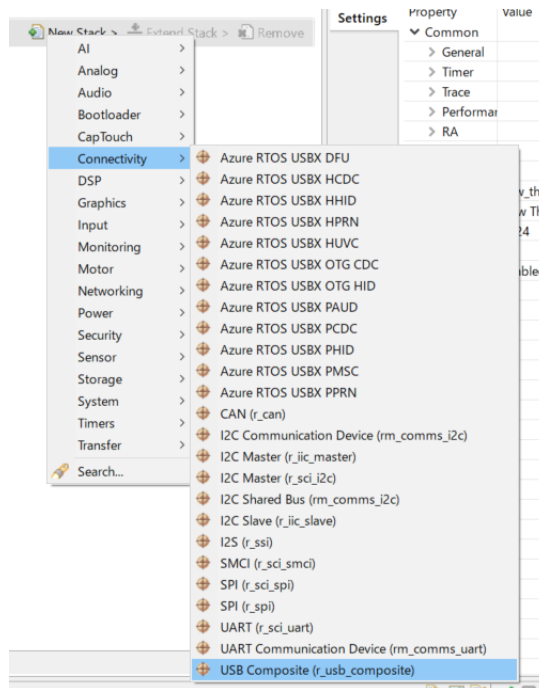 Property
Value
Settings
New Stack > Extend Stack > Remove
Common
General
Timer
Trace
Performar
RA
AI
Analog
Audio
Bootloader
CapTouch
Connectivity
DSP
Graphics
Input
Monitoring
Motor
Networking
Power
Security
Sensor
Storage
System
Timers
Transfer
Search...
Azure RTOS USBX DFU
Azure RTOS USBX HCDC
Azure RTOS USBX HHID
Azure RTOS USBX HPRN
Azure RTOS USBX HUVC
Azure RTOS USBX OTG CDC
Azure RTOS USBX OTG HID
Azure RTOS USBX PAUD
Azure RTOS USBX PCDC
Azure RTOS USBX PHID
Azure RTOS USBX PMSC
Azure RTOS USBX PPRN
CAN (r_can)
I2C Communication Device (rm_comms_i2c)
I2C Master (r_iic_master)
I2C Master (r_sci_i2c)
I2C Shared Bus (rm_comms_i2c)
I2C Slave (r_iic_slave)
I2S (r_ssi)
SMCI (r_sci_smci)
SPI (r_sci_spi)
SPI (r_spi)
UART (r_sci_uart)
UART Communication Device (rm_comms_uart)
USB Composite (r_usb_composite)